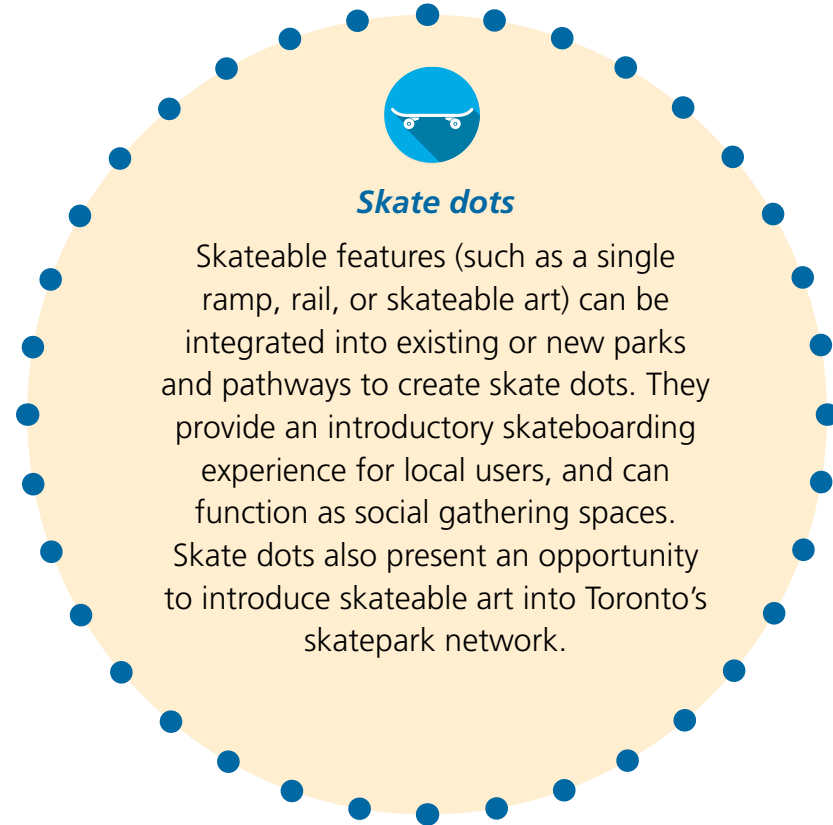 Skate dots
Skateable features (such as a single
ramp, rail, or skateable art) can be
integrated into existing or new parks
and pathways to create skate dots. They
provide an introductory skateboarding
experience for local users, and can
function as social gathering spaces.
Skate dots also present an opportunity
to introduce skateable art into Toronto’s
skatepark network.